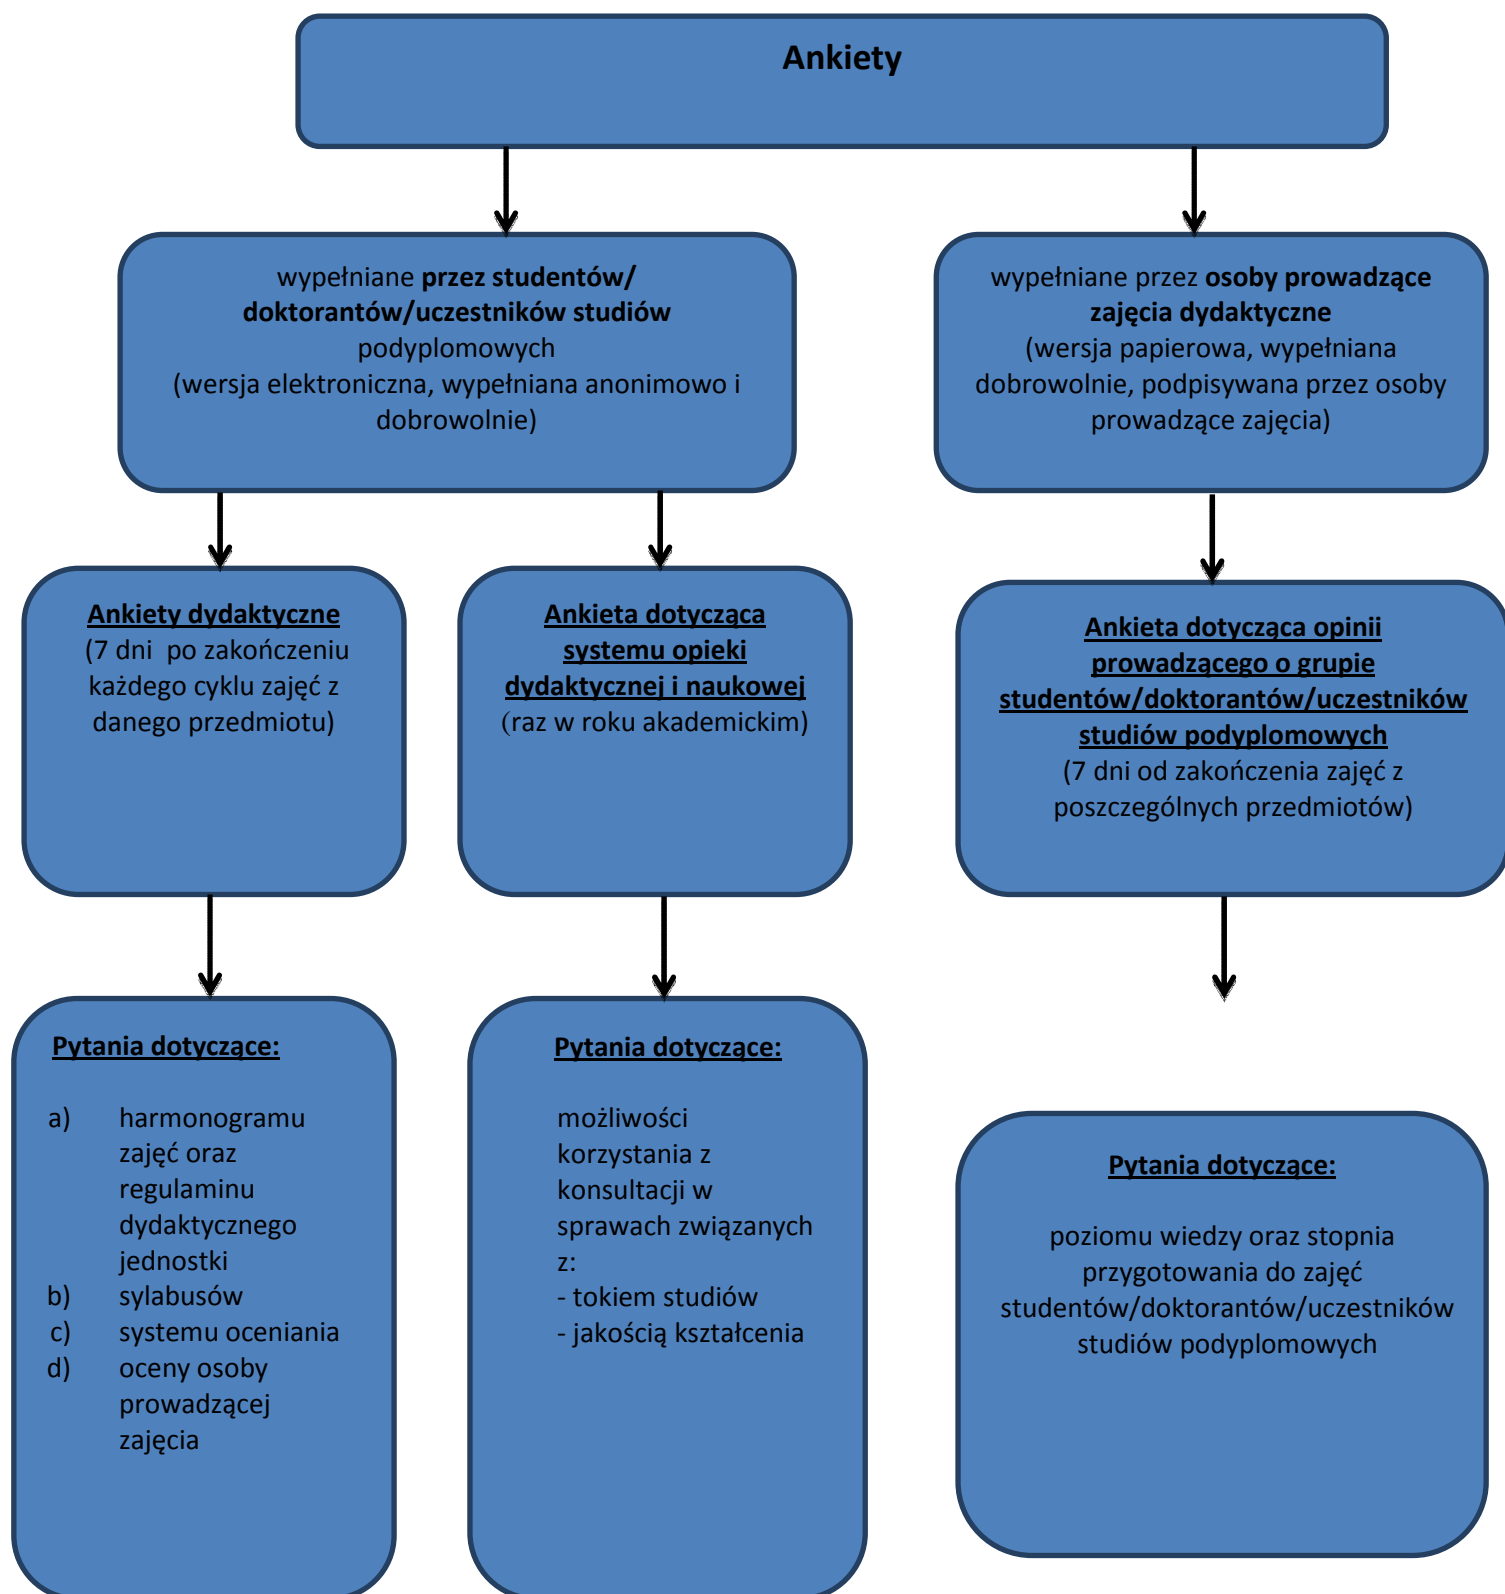 Ankiety
wypełniane przez studentów/
doktorantów/uczestników studiów
podyplomowych
(wersja elektroniczna, wypełniana anonimowo i
dobrowolnie)
wypełniane przez osoby prowadzące
zajęcia dydaktyczne
(wersja papierowa, wypełniana
dobrowolnie, podpisywana przez osoby
prowadzące zajęcia)
Ankiety dydaktyczne
(7 dni  po zakończeniu
każdego cyklu zajęć z
danego przedmiotu)
Ankieta dotycząca
systemu opieki
dydaktycznej i naukowej
(raz w roku akademickim)
Ankieta dotycząca opinii
prowadzącego o grupie
studentów/doktorantów/uczestników
studiów podyplomowych
(7 dni od zakończenia zajęć z
poszczególnych przedmiotów)
Pytania dotyczące:
a) harmonogramu
zajęć oraz
regulaminu
dydaktycznego
jednostki
b) sylabusów
c) systemu oceniania
d) oceny osoby
prowadzącej
zajęcia
Pytania dotyczące:
możliwości
korzystania z
konsultacji w
sprawach związanych
z:
- tokiem studiów
- jakością kształcenia
Pytania dotyczące:
poziomu wiedzy oraz stopnia
przygotowania do zajęć
studentów/doktorantów/uczestników
studiów podyplomowych